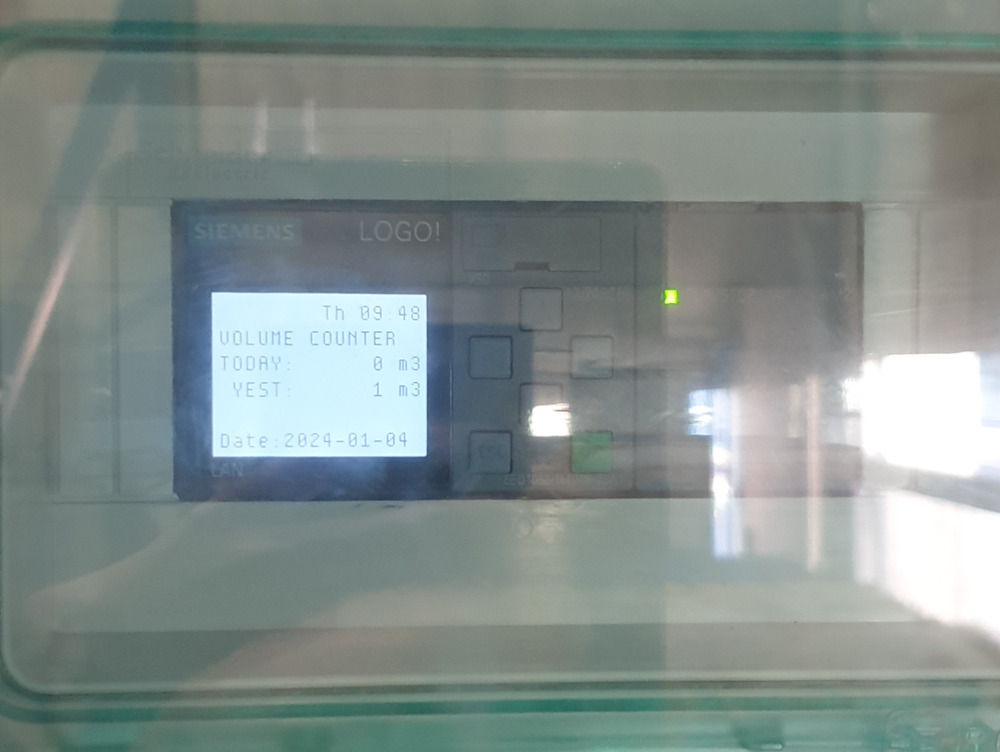 SIEMENS LOGO!
Th 09:48
VOLUME COUNTER
TODAY: 0 m3
YEST: 1 m3
Date:2024-01-04
LAN
ESC